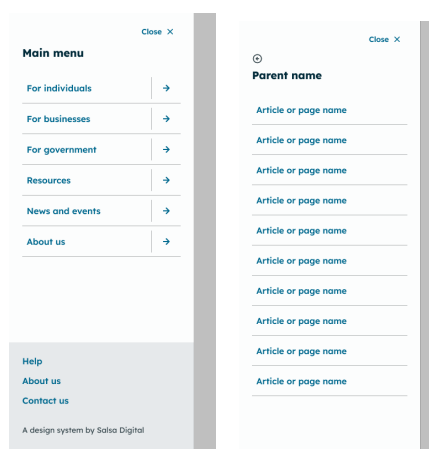 Close ×
Main menu
For individuals
For businesses
For government
Resources
News and events
About us
Help
About us
Contact us
A design system by Salsa Digital
Close ×
Parent name
Article or page name
Article or page name
Article or page name
Article or page name
Article or page name
Article or page name
Article or page name
Article or page name
Article or page name
Article or page name